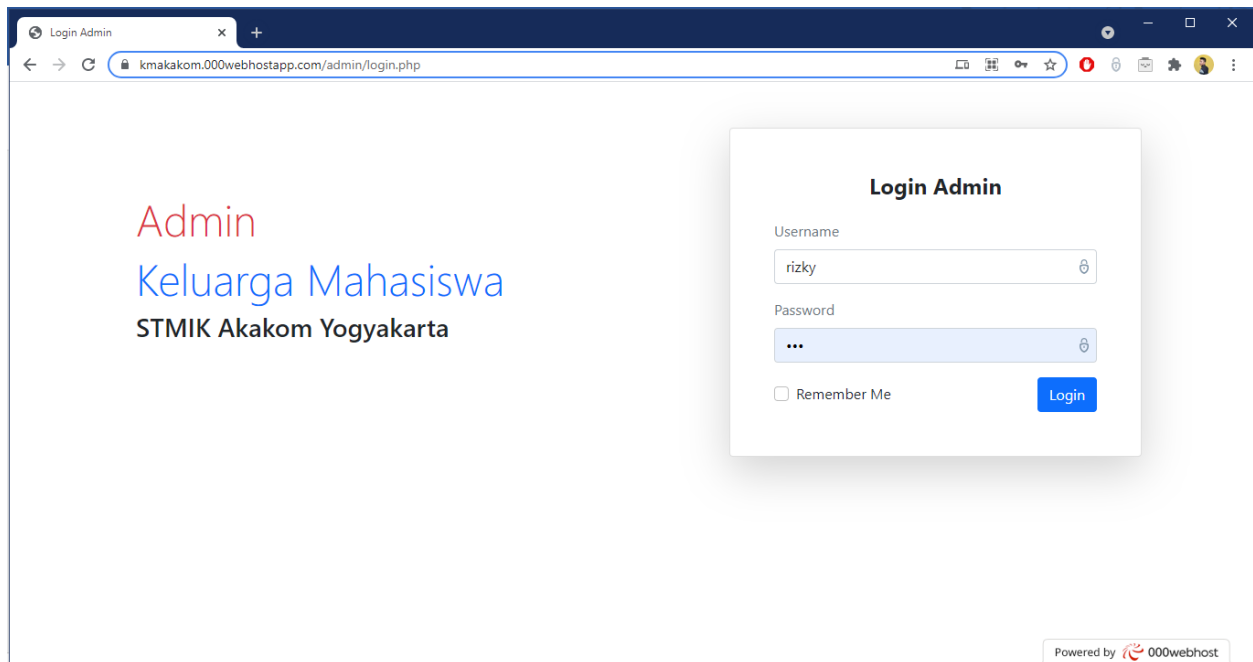 Login Admin
kmakakom.000webhostapp.com/admin/login.php
Admin
Keluarga Mahasiswa
STMIK Akakom Yogyakarta
Login Admin
Username
rizky
Password
•••
Remember Me
Login
Powered by 000webhost